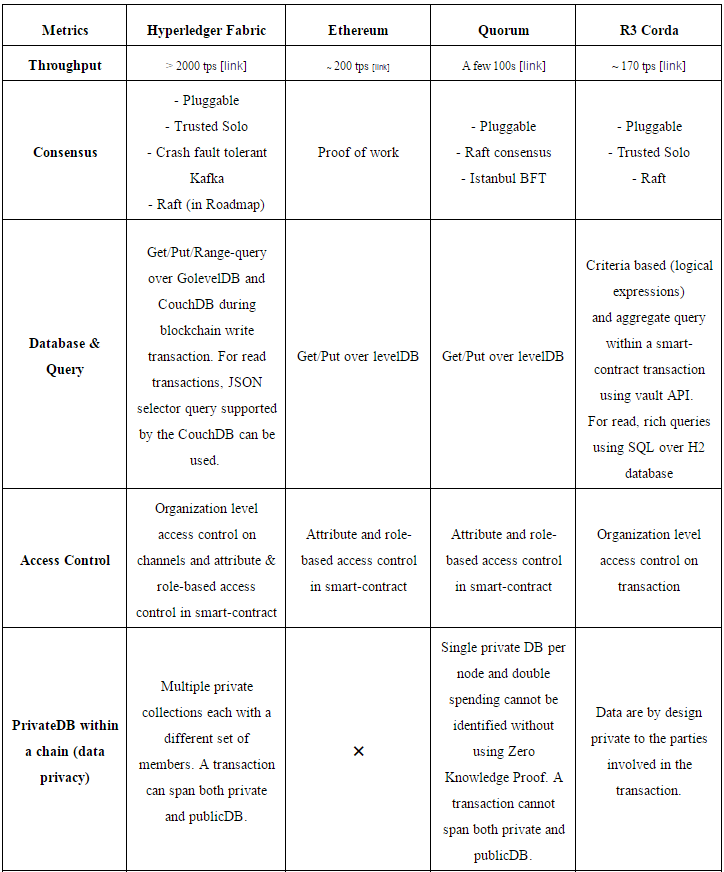 Metrics
Hyperledger Fabric
Ethereum
Quorum
R3 Corda
Throughput
> 2000 tps [link]
~ 200 tps [link]
A few 100s [link]
~ 170 tps [link]
Consensus
- Pluggable
- Trusted Solo
- Crash fault tolerant
Kafka
- Raft (in Roadmap)
Proof of work
- Pluggable
- Raft consensus
- Istanbul BFT
- Pluggable
- Trusted Solo
- Raft
Database &
Query
Get/Put/Range-query
over GolevelDB and
CouchDB during
blockchain write
transaction. For read
transactions, JSON
selector query supported
by the CouchDB can be
used.
Get/Put over levelDB
Get/Put over levelDB
Criteria based (logical
expressions)
and aggregate query
within a smart-
contract transaction
using vault API.
For read, rich queries
using SQL over H2
database
Access Control
Organization level
access control on
channels and attribute &
role-based access
control in smart-contract
Attribute and role-
based access control
in smart-contract
Attribute and role-
based access control
in smart-contract
Organization level
access control on
transaction
PrivateDB within
a chain (data
privacy)
Multiple private
collections each with a
different set of
members. A transaction
can span both private
and publicDB.
×
Single private DB per
node and double
spending cannot be
identified without
using Zero
Knowledge Proof. A
transaction cannot
span both private and
publicDB.
Data are by design
private to the parties
involved in the
transaction.